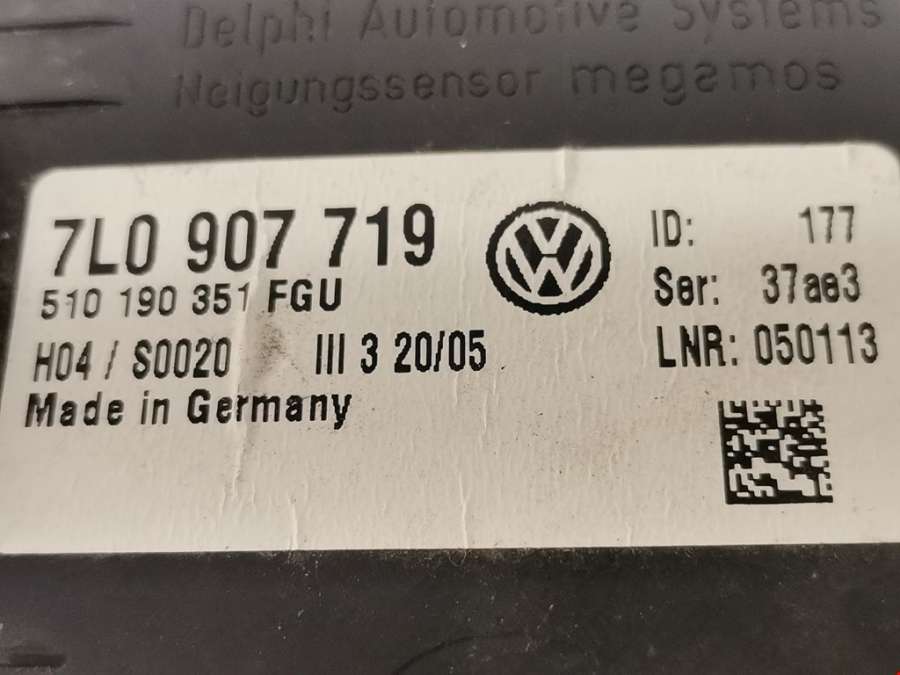 Delphi Automotive Systems
Neigungssensor megamos
7L0 907 719
510 190 351 FGU
H04 / S0020 III 3 20/05
Made in Germany
VW
ID: 177
Ser: 37ae3
LNR: 050113